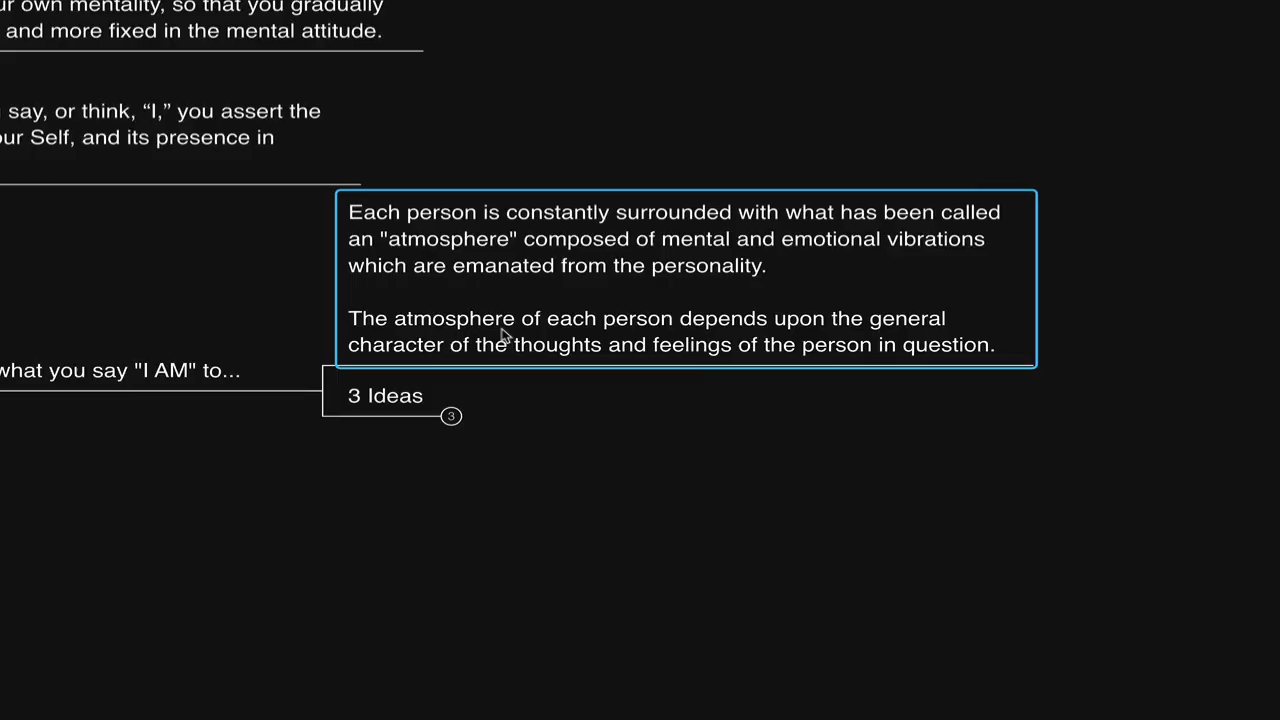 ur own mentality, so that you gradually
and more fixed in the mental attitude.
say, or think, “I,” you assert the
our Self, and its presence in
Each person is constantly surrounded with what has been called
an "atmosphere" composed of mental and emotional vibrations
which are emanated from the personality.
The atmosphere of each person depends upon the general
character of the thoughts and feelings of the person in question.
what you say "I AM" to...
3 Ideas
3